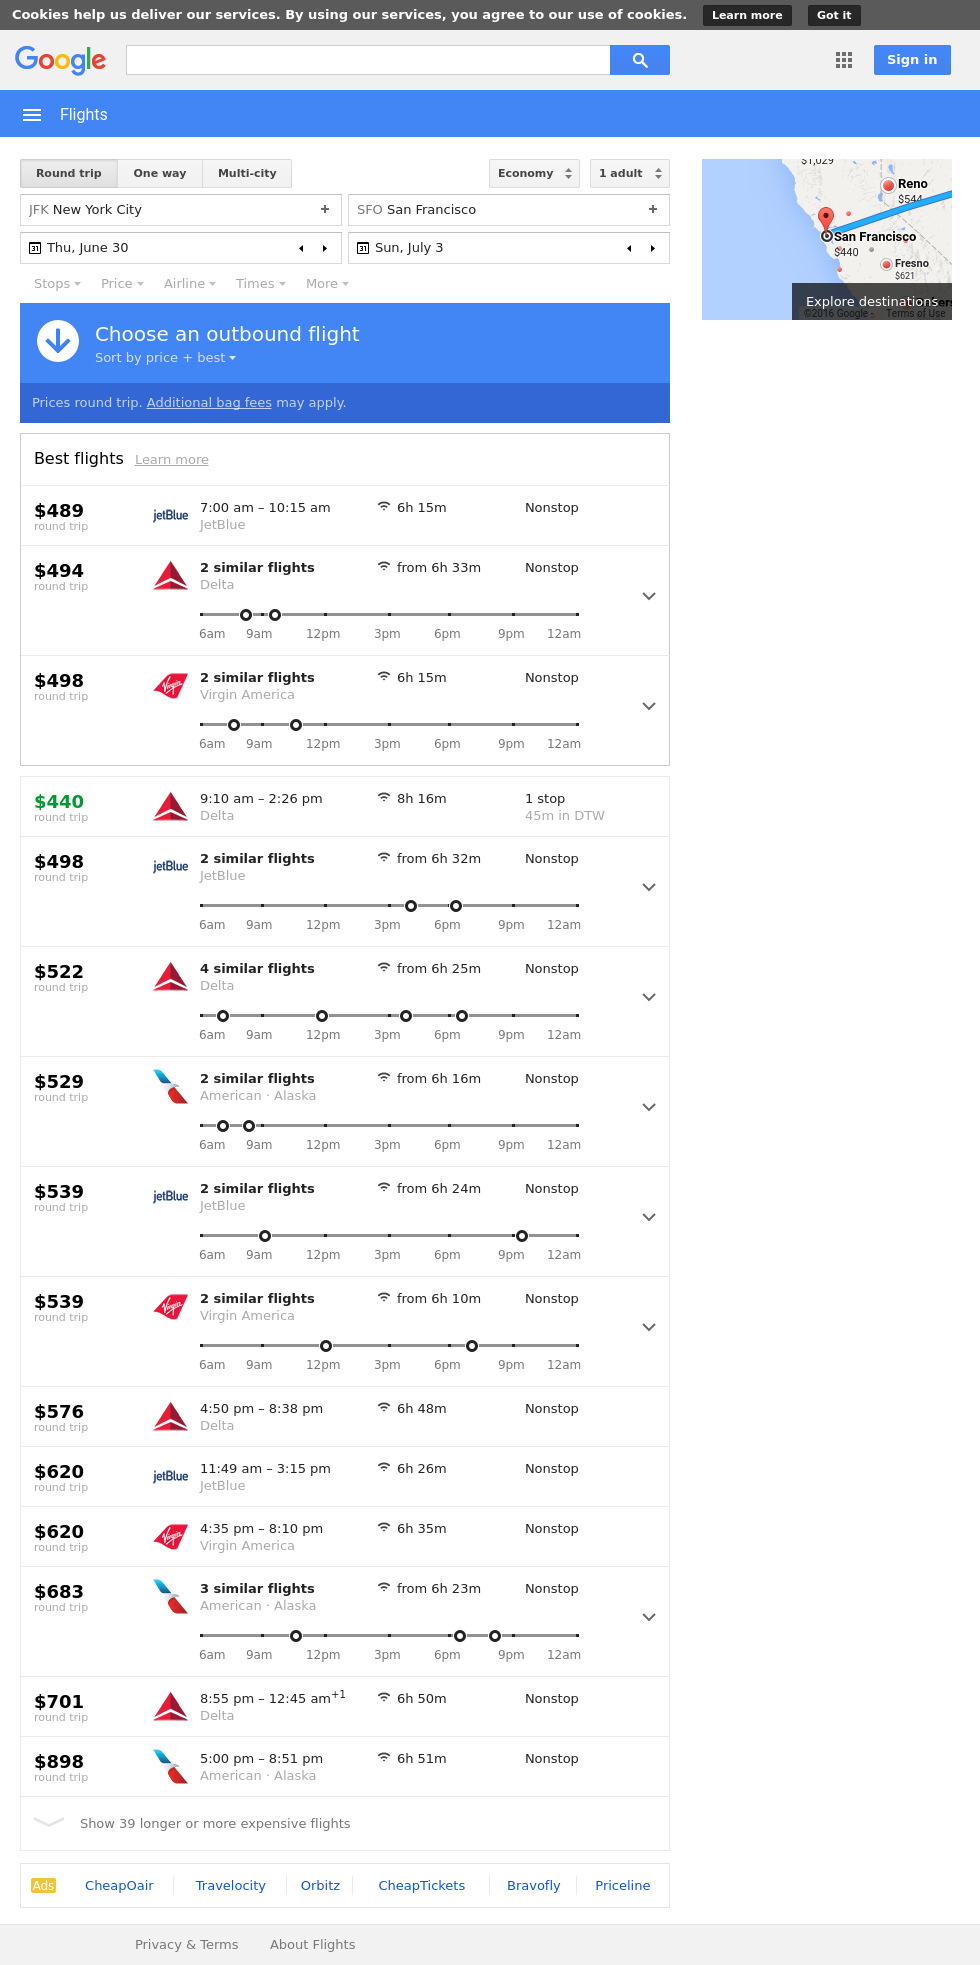 Cookies help us deliver our services. By using our services, you agree to our use of cookies. Learn more Got it
Google
Sign in
Flights
Round trip One way Multi-city Economy 1 adult
JFK New York City + SFO San Francisco +
31 Thu, June 30 31 Sun, July 3
Stops Price Airline Times More
$1,029
Reno
$544
San Francisco
$440
Fresno
$621
Explore destinations
©2016 Google Terms of Use
Choose an outbound flight
Sort by price + best
Prices round trip. Additional bag fees may apply.
Best flights Learn more
$489 jetBlue 7:00 am – 10:15 am 6h 15m Nonstop
round trip JetBlue
$494 2 similar flights from 6h 33m Nonstop
round trip Delta
6am 9am 12pm 3pm 6pm 9pm 12am
$498 Virgin 2 similar flights 6h 15m Nonstop
round trip Virgin America
6am 9am 12pm 3pm 6pm 9pm 12am
$440 9:10 am – 2:26 pm 8h 16m 1 stop
round trip Delta 45m in DTW
$498 jetBlue 2 similar flights from 6h 32m Nonstop
round trip JetBlue
6am 9am 12pm 3pm 6pm 9pm 12am
$522 4 similar flights from 6h 25m Nonstop
round trip Delta
6am 9am 12pm 3pm 6pm 9pm 12am
$529 2 similar flights from 6h 16m Nonstop
round trip American · Alaska
6am 9am 12pm 3pm 6pm 9pm 12am
$539 jetBlue 2 similar flights from 6h 24m Nonstop
round trip JetBlue
6am 9am 12pm 3pm 6pm 9pm 12am
$539 Virgin 2 similar flights from 6h 10m Nonstop
round trip Virgin America
6am 9am 12pm 3pm 6pm 9pm 12am
$576 4:50 pm – 8:38 pm 6h 48m Nonstop
round trip Delta
$620 jetBlue 11:49 am – 3:15 pm 6h 26m Nonstop
round trip JetBlue
$620 Virgin 4:35 pm – 8:10 pm 6h 35m Nonstop
round trip Virgin America
$683 3 similar flights from 6h 23m Nonstop
round trip American · Alaska
6am 9am 12pm 3pm 6pm 9pm 12am
$701 8:55 pm – 12:45 am+1 6h 50m Nonstop
round trip Delta
$898 5:00 pm – 8:51 pm 6h 51m Nonstop
round trip American · Alaska
Show 39 longer or more expensive flights
Ads CheapOair Travelocity Orbitz CheapTickets Bravofly Priceline
Privacy & Terms About Flights